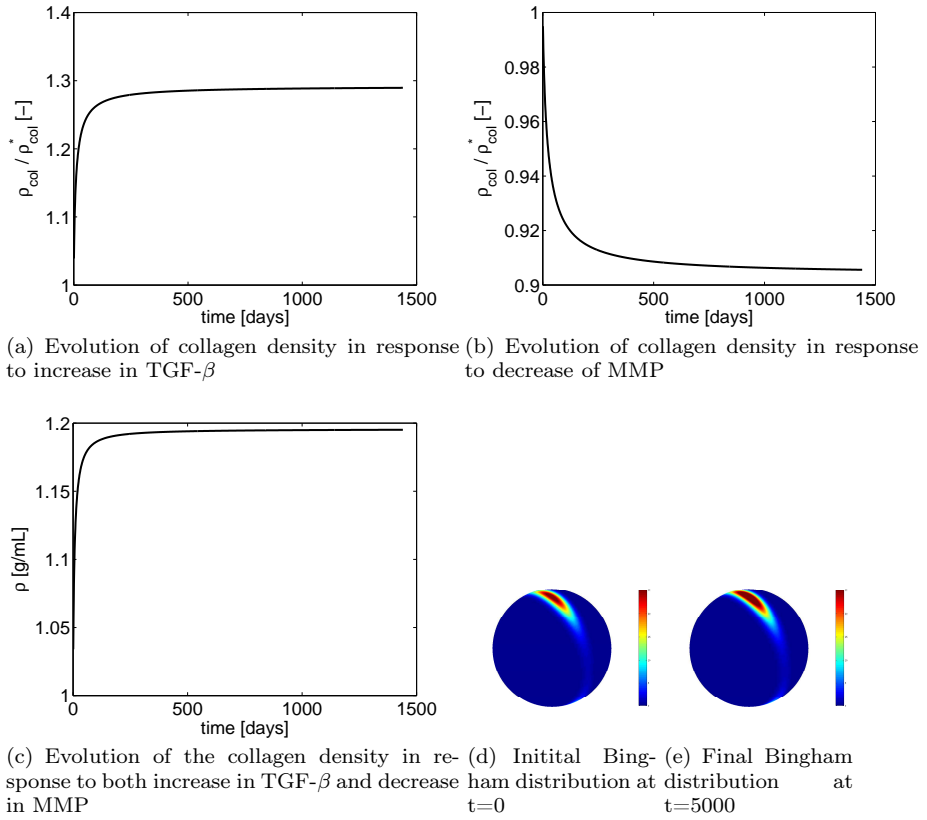 1.4
1.3
1.2
1.1
1
ρcol / ρ*col [−]
0 500 1000 1500
time [days]
(a) Evolution of collagen density in response
to increase in TGF-β
1
0.98
0.96
0.94
0.92
0.9
ρcol / ρ*col [−]
0 500 1000 1500
time [days]
(b) Evolution of collagen density in response
to decrease of MMP
1.2
1.15
1.1
1.05
1
ρ [g/mL]
0 500 1000 1500
time [days]
(c) Evolution of the collagen density in re-
sponse to both increase in TGF-β and decrease
in MMP
(d) Initital Bing-
ham distribution at
t=0
(e) Final Bingham
distribution at
t=5000